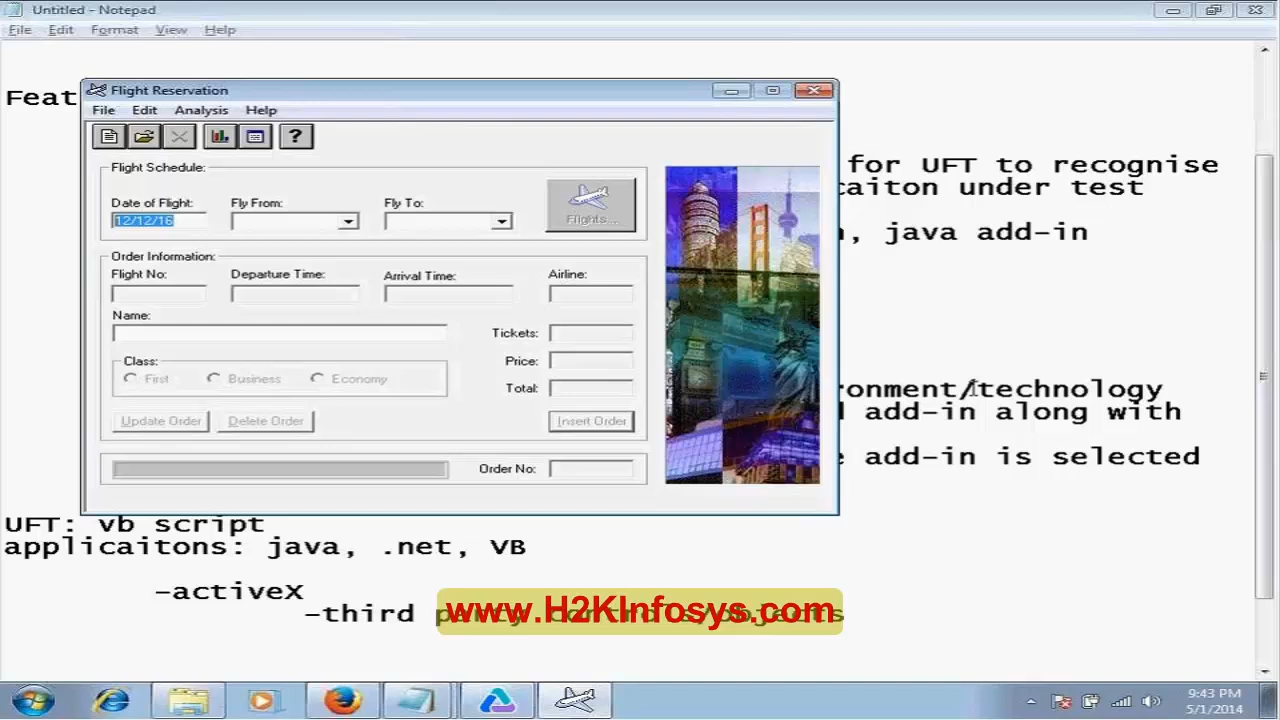 Untitled - Notepad
File Edit Format View Help
Feat
for UFT to recognise
caiton under test
, java add-in
ronment/technology
add-in along with
add-in is selected
Flight Reservation
File Edit Analysis Help
?
Flight Schedule:
Date of Flight: Fly From: Fly To:
12/12/16
Flights...
Order Information:
Flight No: Departure Time: Arrival Time: Airline:
Name:
Tickets:
Class:
First Business Economy
Price:
Total:
Update Order Delete Order Insert Order
Order No:
UFT: vb script
applicaitons: java, .net, VB
-activeX
-third party controls/objects
www.H2KInfosys.com
9:43 PM
5/1/2014